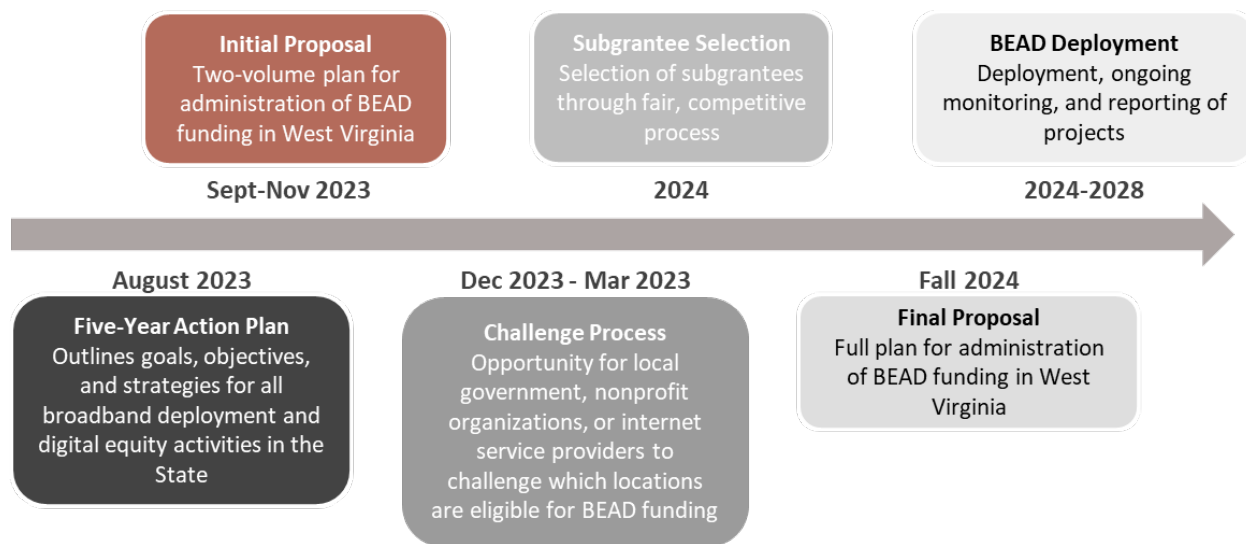 Initial Proposal
Two-volume plan for
administration of BEAD
funding in West Virginia
Sept-Nov 2023
Subgrantee Selection
Selection of subgrantees
through fair, competitive
process
2024
BEAD Deployment
Deployment, ongoing
monitoring, and reporting of
projects
2024-2028
August 2023
Five-Year Action Plan
Outlines goals, objectives,
and strategies for all
broadband deployment and
digital equity activities in the
State
Dec 2023 - Mar 2023
Challenge Process
Opportunity for local
government, nonprofit
organizations, or internet
service providers to
challenge which locations
are eligible for BEAD funding
Fall 2024
Final Proposal
Full plan for administration
of BEAD funding in West
Virginia